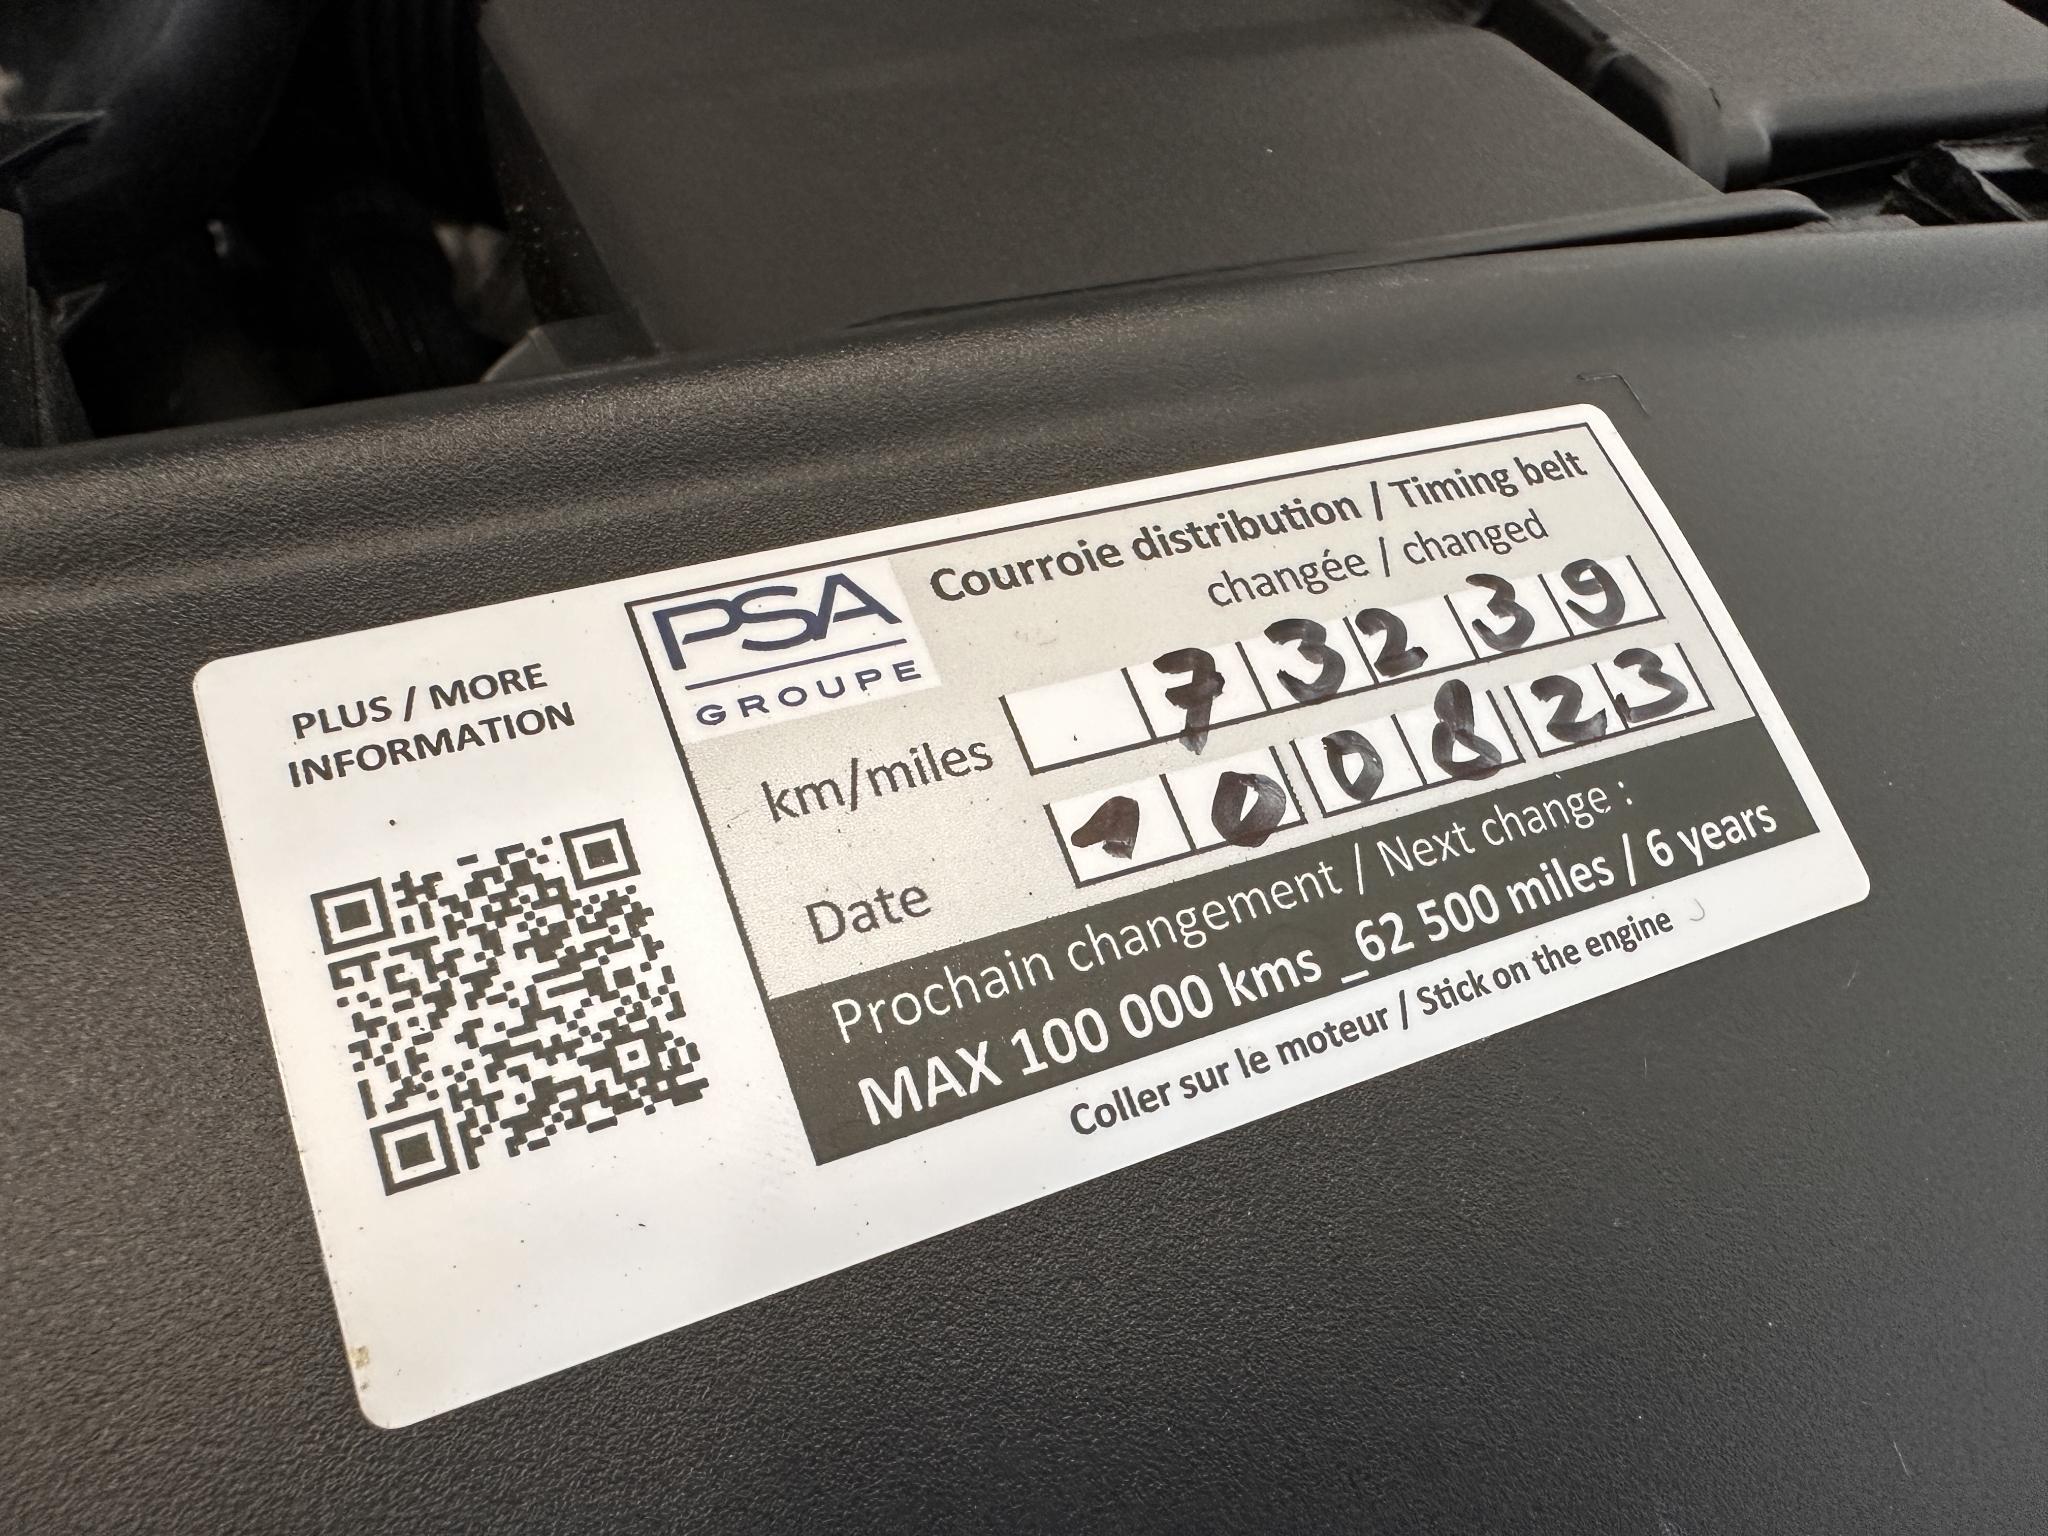 PLUS / MORE
INFORMATION
PSA
GROUPE
Courroie distribution / Timing belt
changée / changed
km/miles 73239
Date 100823
Prochain changement / Next change :
MAX 100 000 kms _62 500 miles / 6 years
Coller sur le moteur / Stick on the engine